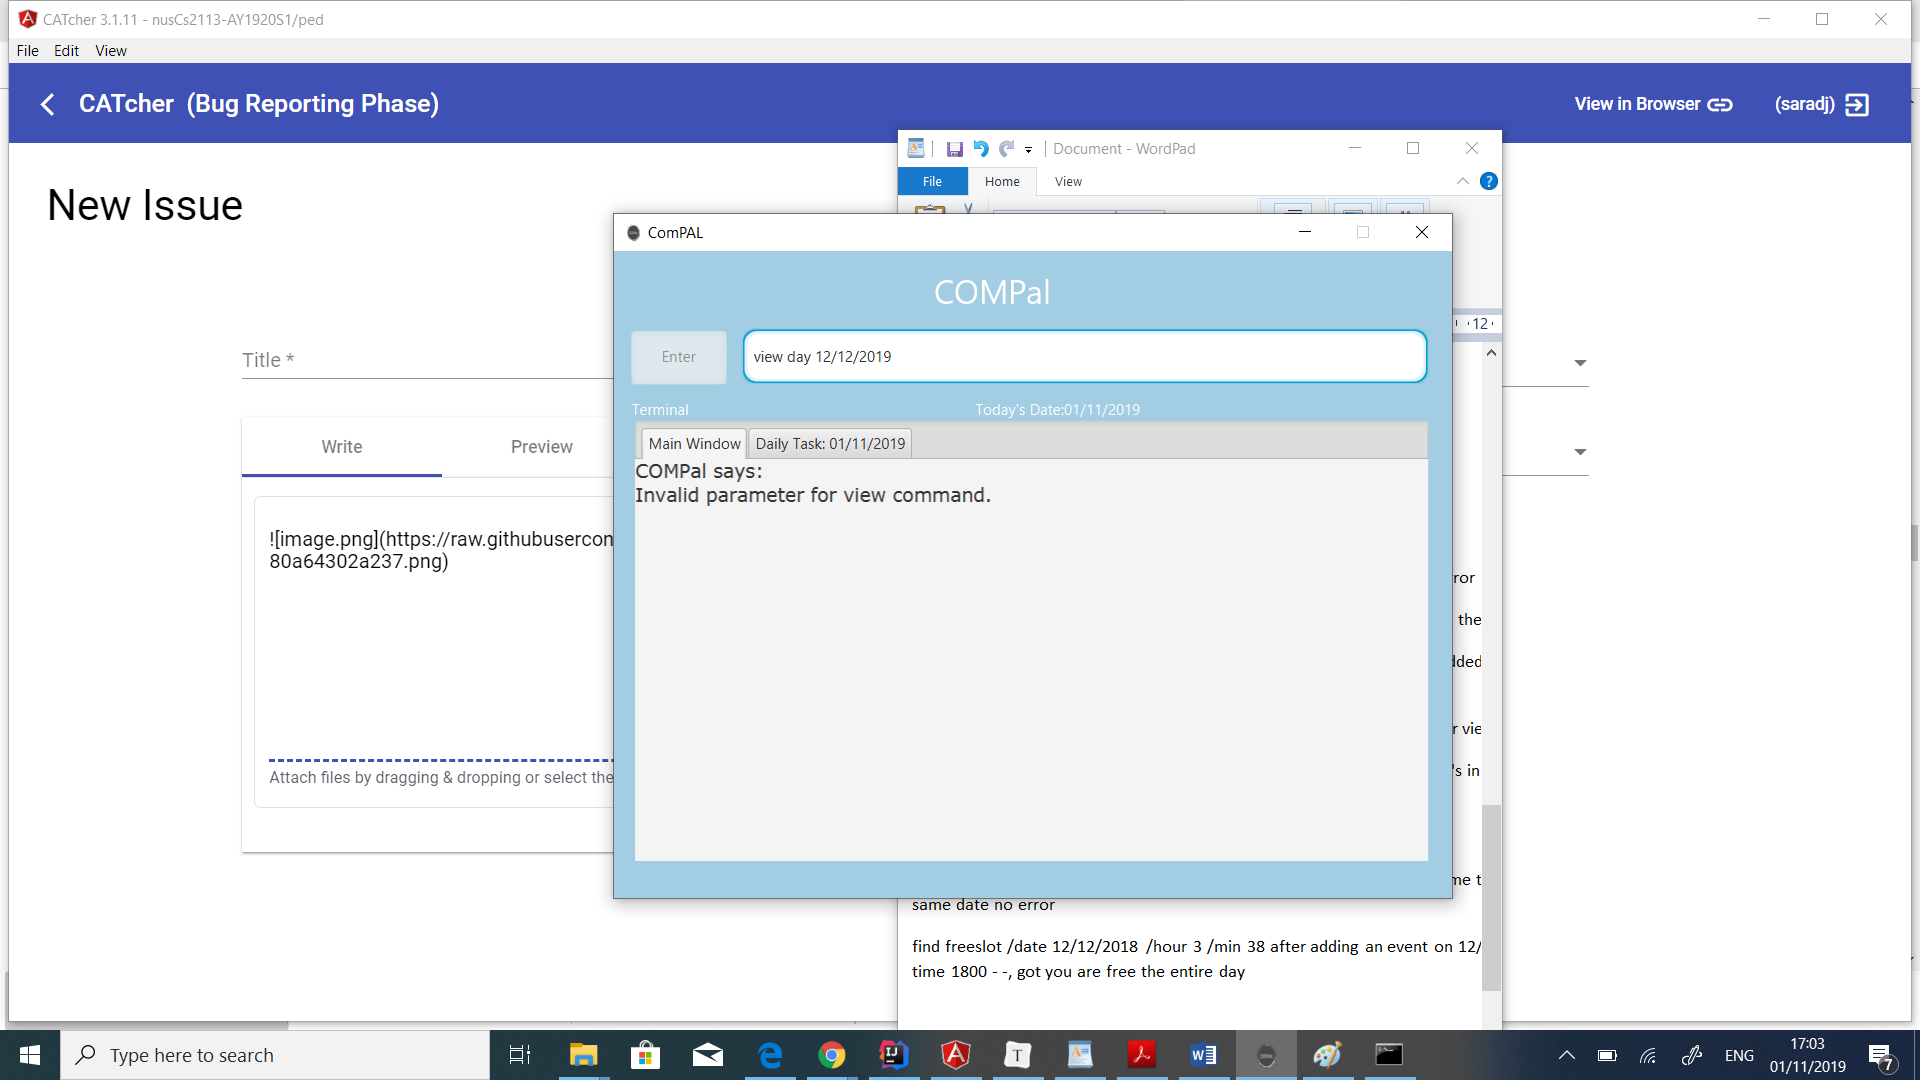 CATcher 3.1.11 - nusCs2113-AY1920S1/ped
File Edit View
CATcher (Bug Reporting Phase)
View in Browser
(saradj)
New Issue
Title *
Write
Preview
![image.png](https://raw.githubusercon
80a64302a237.png)
Attach files by dragging & dropping or select the
Document - WordPad
File Home View
12
ComPAL
COMPal
Enter
view day 12/12/2019
Terminal
Today's Date:01/11/2019
Main Window
Daily Task: 01/11/2019
COMPal says:
Invalid parameter for view command.
ror
the
dded
r vie
's in
me t
same date no error
find freeslot /date 12/12/2018 /hour 3 /min 38 after adding an event on 12/
time 1800 - -, got you are free the entire day
Type here to search
ENG
17:03
01/11/2019
7